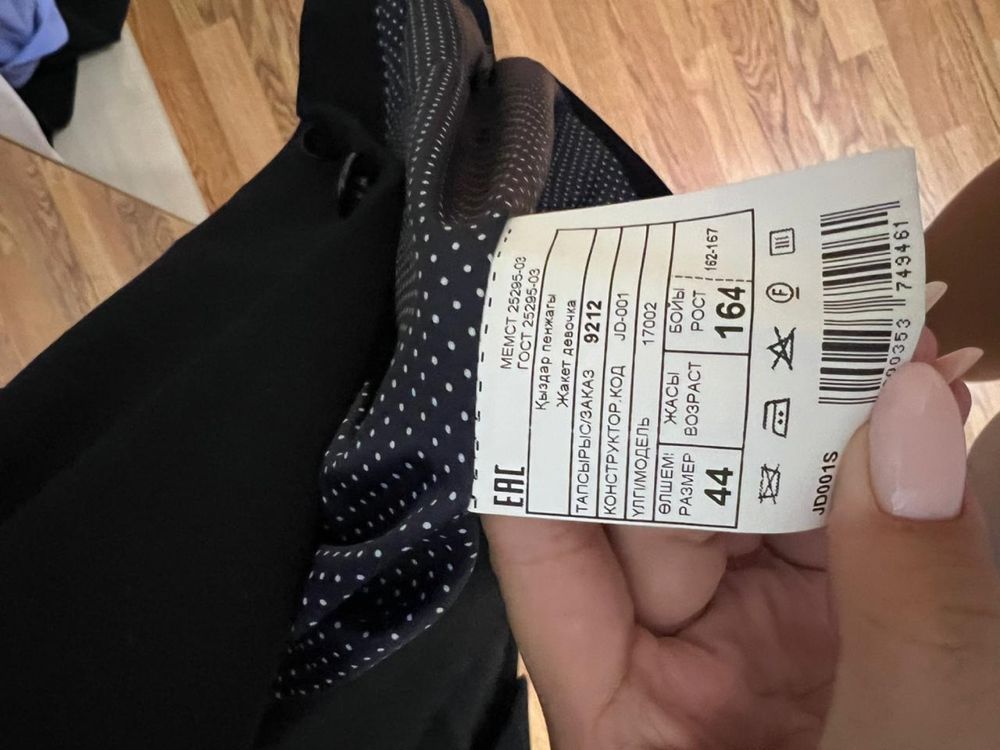 МЕМСТ 25295-03
ГОСТ 25295-03
EAC
Қыздар пенжагы
Жакет девочка
ТАПСЫРЫС/ЗАКАЗ 9212
КОНСТРУКТОР.КОД JD-001
ҮЛГІ/МОДЕЛЬ 17002
ӨЛШЕМІ ЖАСЫ БОЙЫ
РАЗМЕР ВОЗРАСТ РОСТ
44 164 162-167
749461
JD001S